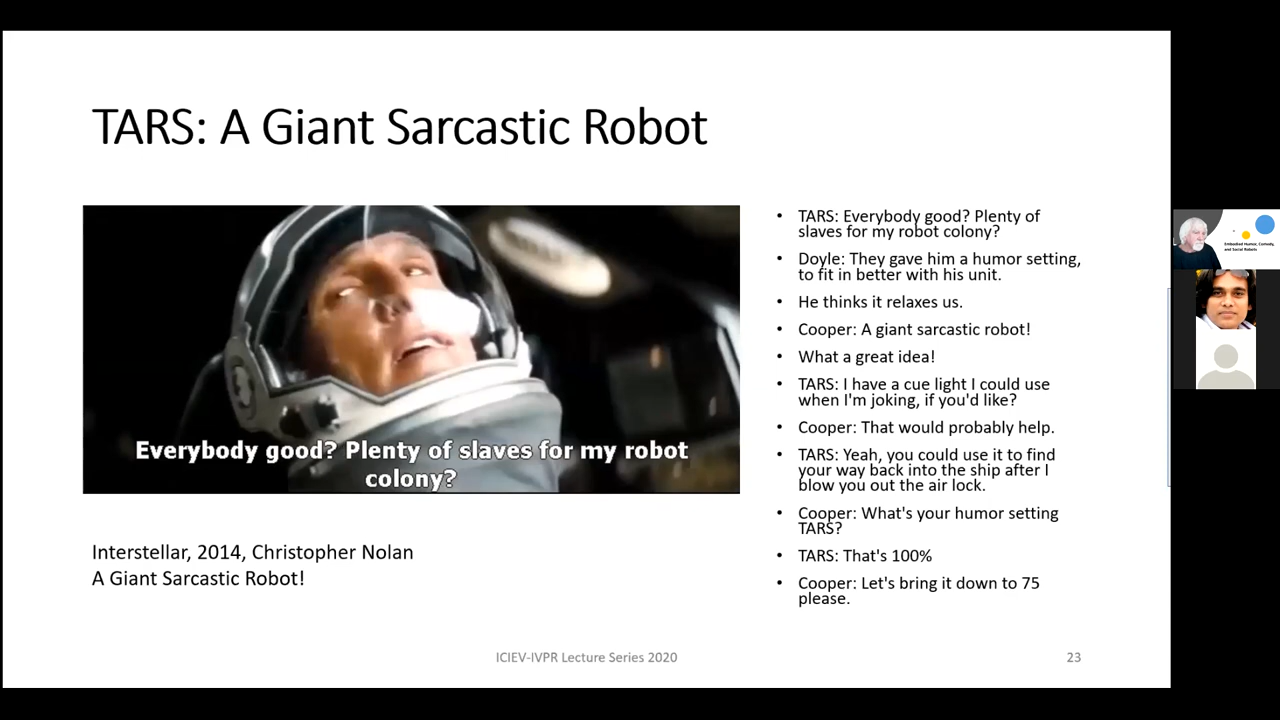 TARS: A Giant Sarcastic Robot
Everybody good? Plenty of slaves for my robot
colony?
Interstellar, 2014, Christopher Nolan
A Giant Sarcastic Robot!
• TARS: Everybody good? Plenty of
slaves for my robot colony?
• Doyle: They gave him a humor setting,
to fit in better with his unit.
• He thinks it relaxes us.
• Cooper: A giant sarcastic robot!
• What a great idea!
• TARS: I have a cue light I could use
when I'm joking, if you'd like?
• Cooper: That would probably help.
• TARS: Yeah, you could use it to find
your way back into the ship after I
blow you out the air lock.
• Cooper: What's your humor setting
TARS?
• TARS: That's 100%
• Cooper: Let's bring it down to 75
please.
ICIEV-IVPR Lecture Series 2020
23
Embodied Humor, Comedy,
and Social Robots